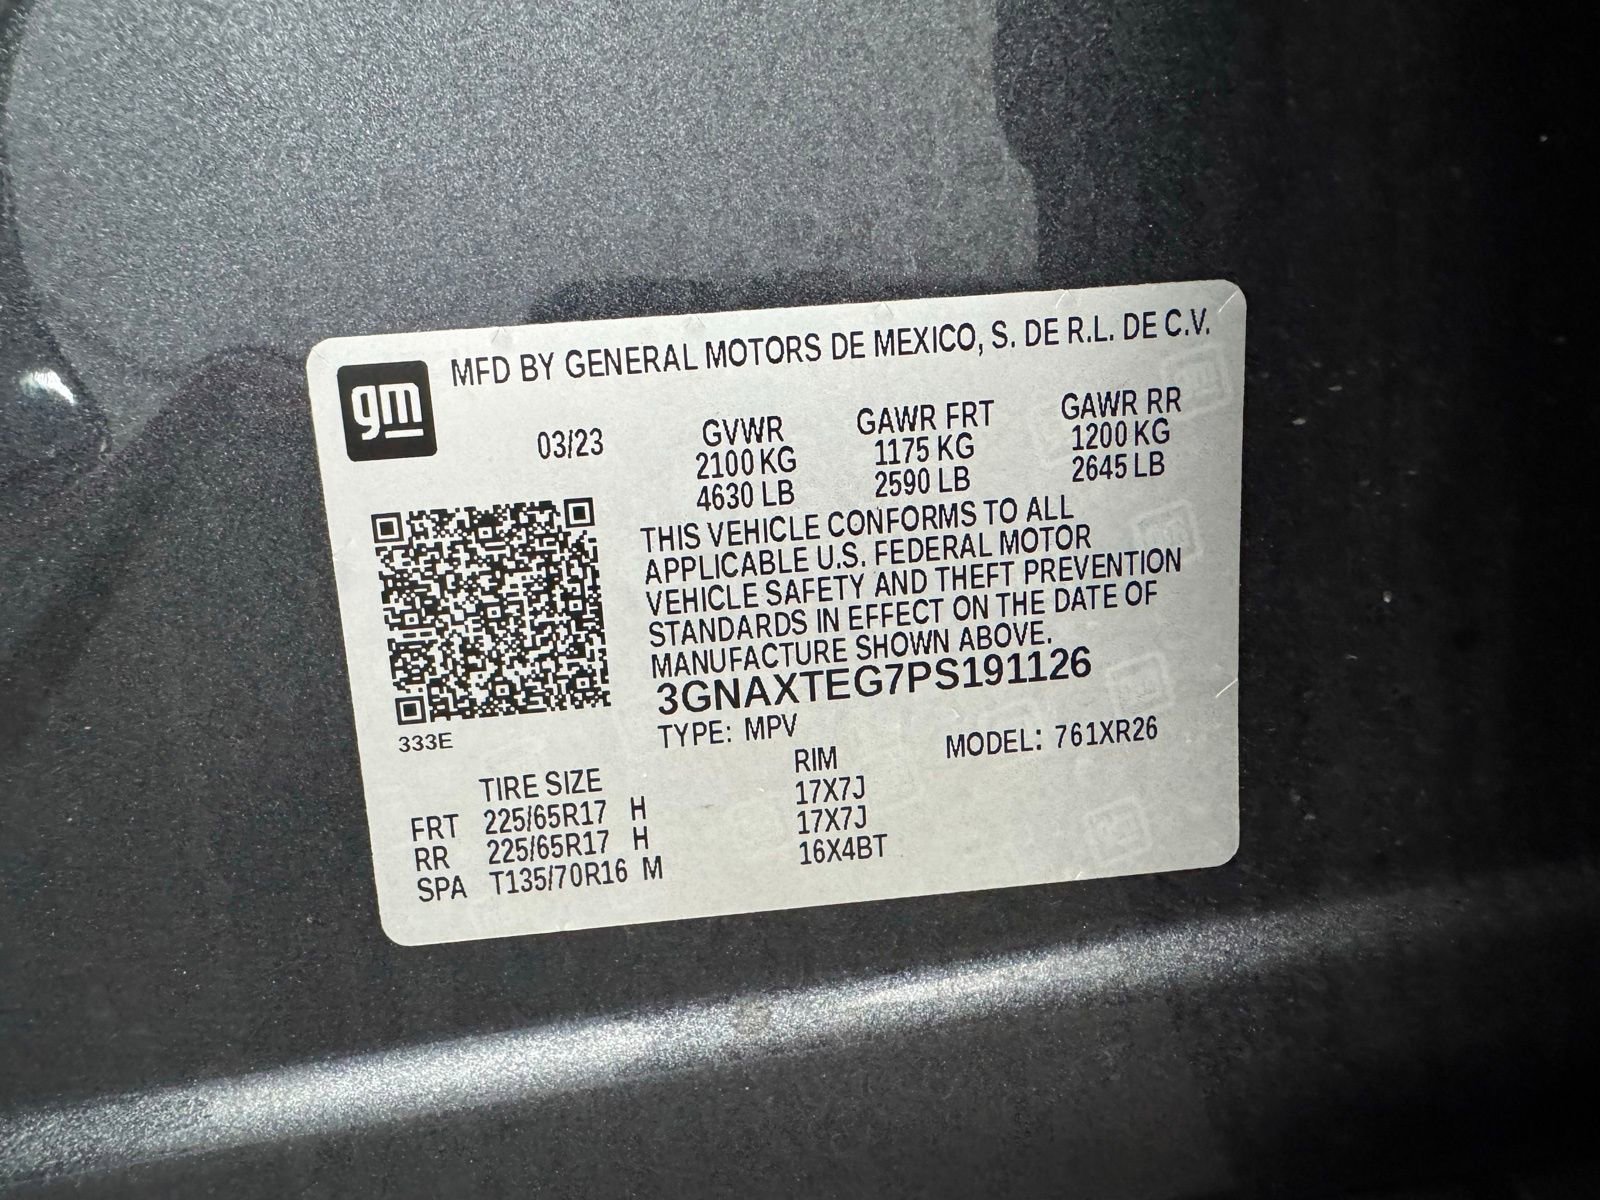 gm
MFD BY GENERAL MOTORS DE MEXICO, S. DE R.L. DE C.V.
03/23
GVWR GAWR FRT GAWR RR
2100 KG 1175 KG 1200 KG
4630 LB 2590 LB 2645 LB
THIS VEHICLE CONFORMS TO ALL
APPLICABLE U.S. FEDERAL MOTOR
VEHICLE SAFETY AND THEFT PREVENTION
STANDARDS IN EFFECT ON THE DATE OF
MANUFACTURE SHOWN ABOVE.
3GNAXTEG7PS191126
TYPE: MPV MODEL: 761XR26
333E
TIRE SIZE RIM
FRT 225/65R17 H 17X7J
RR 225/65R17 H 17X7J
SPA T135/70R16 M 16X4BT